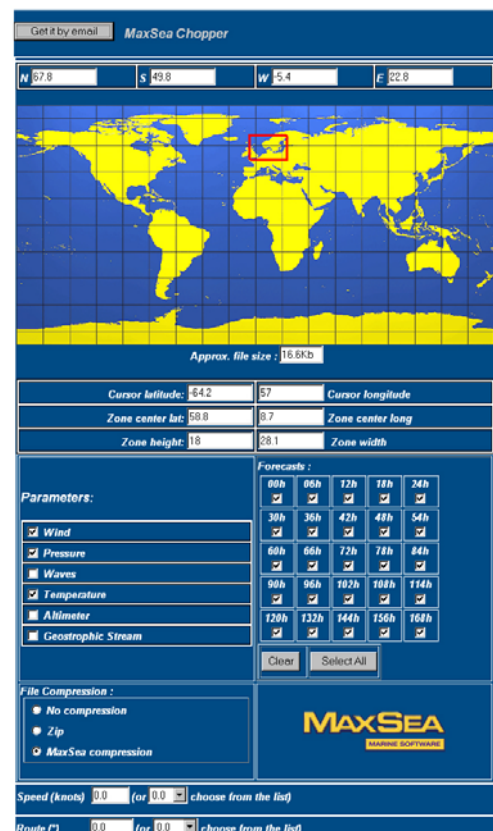 Get it by email MaxSea Chopper
N 67.8 S 49.8 W -5.4 E 22.8
Approx. file size : 16.6Kb
Cursor latitude: -64.2 57 Cursor longitude
Zone center lat: 58.8 8.7 Zone center long
Zone height: 18 28.1 Zone width
Parameters:
Wind
Pressure
Waves
Temperature
Altimeter
Geostrophic Stream
Forecasts :
00h 06h 12h 18h 24h
30h 36h 42h 48h 54h
60h 66h 72h 78h 84h
90h 96h 102h 108h 114h
120h 132h 144h 156h 168h
Clear Select All
File Compression :
No compression
Zip
MaxSea compression
MAXSEA
MARINE SOFTWARE
Speed (knots) 0.0 (or 0.0 choose from the list)
Route (°) 0.0 (or 0.0 choose from the list)